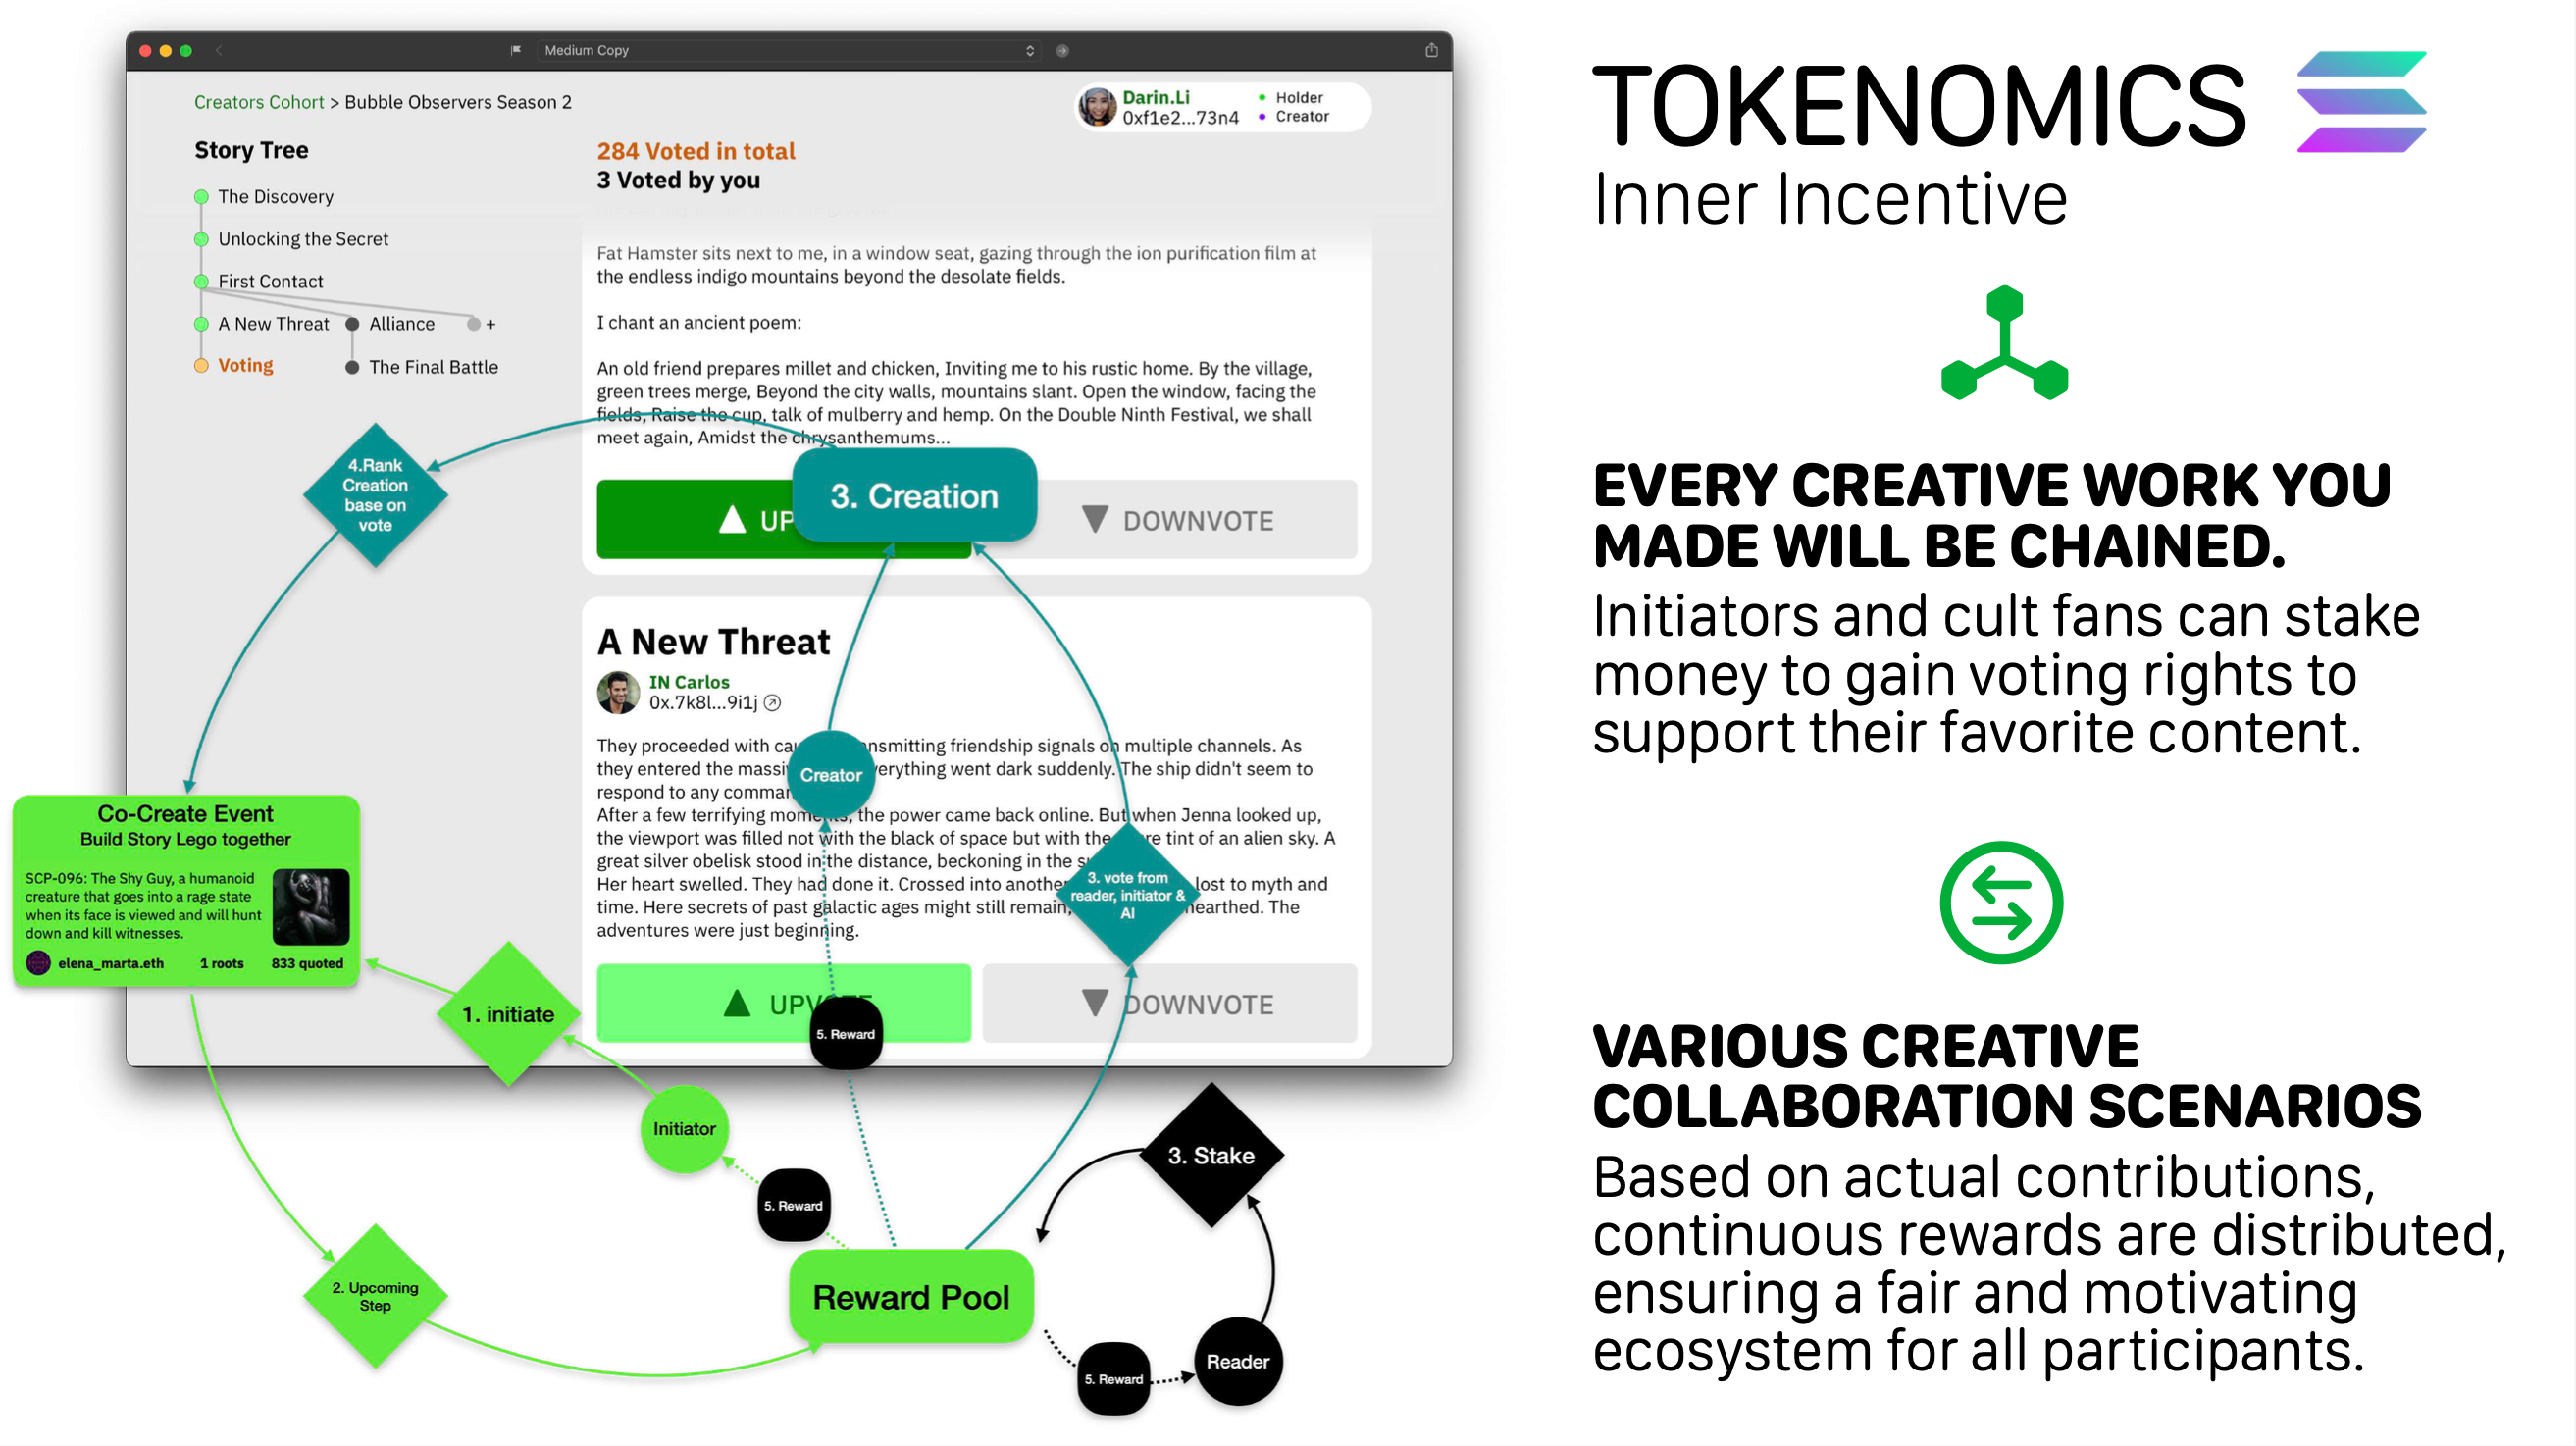 Medium Copy
Creators Cohort > Bubble Observers Season 2
Darin.Li
0xf1e2...73n4
Holder
Creator
Story Tree
The Discovery
Unlocking the Secret
First Contact
A New Threat
Alliance
+
Voting
The Final Battle
284 Voted in total
3 Voted by you
Fat Hamster sits next to me, in a window seat, gazing through the ion purification film at
the endless indigo mountains beyond the desolate fields.
I chant an ancient poem:
An old friend prepares millet and chicken, Inviting me to his rustic home. By the village,
green trees merge, Beyond the city walls, mountains slant. Open the window, facing the
fields, Raise the cup, talk of mulberry and hemp. On the Double Ninth Festival, we shall
meet again, Amidst the chrysanthemums...
UP
DOWNVOTE
3. Creation
4.Rank
Creation
base on
vote
A New Threat
IN Carlos
0x.7k8l...9i1j
They proceeded with nsmitting friendship signals on multiple channels. As
they entered the massi verything went dark suddenly. The ship didn't seem to
respond to any comman
After a few terrifying moments, the power came back online. But when Jenna looked up,
the viewport was filled not with the black of space but with the re tint of an alien sky. A
great silver obelisk stood in the distance, beckoning in the
Her heart swelled. They had done it. Crossed into another lost to myth and
time. Here secrets of past galactic ages might still remain, nearthed. The
adventures were just beginning.
UPVOTE
DOWNVOTE
Creator
3. vote from
reader, initiator &
AI
Co-Create Event
Build Story Lego together
SCP-096: The Shy Guy, a humanoid
creature that goes into a rage state
when its face is viewed and will hunt
down and kill witnesses.
elena_marta.eth
1 roots
833 quoted
1. initiate
Initiator
5. Reward
5. Reward
3. Stake
2. Upcoming
Step
Reward Pool
5. Reward
Reader
TOKENOMICS
Inner Incentive
EVERY CREATIVE WORK YOU
MADE WILL BE CHAINED.
Initiators and cult fans can stake
money to gain voting rights to
support their favorite content.
VARIOUS CREATIVE
COLLABORATION SCENARIOS
Based on actual contributions,
continuous rewards are distributed,
ensuring a fair and motivating
ecosystem for all participants.